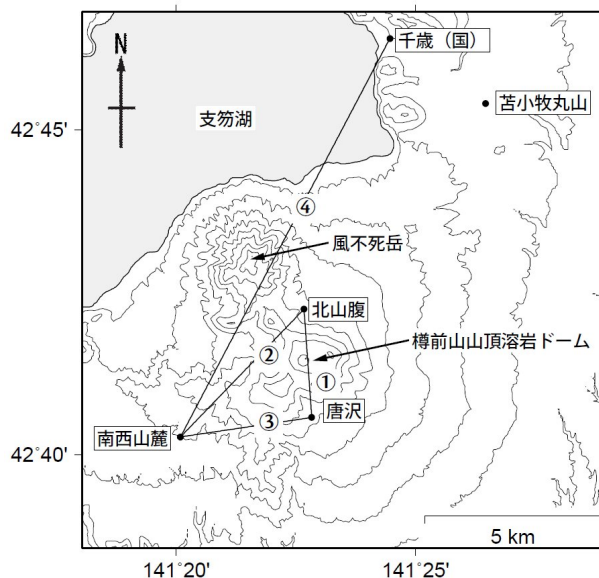 千歳（国）
N
苫小牧丸山
42°45'
支笏湖
④
風不死岳
北山腹
樽前山山頂溶岩ドーム
②
①
③
唐沢
南西山麓
42°40'
5 km
141°20'
141°25'